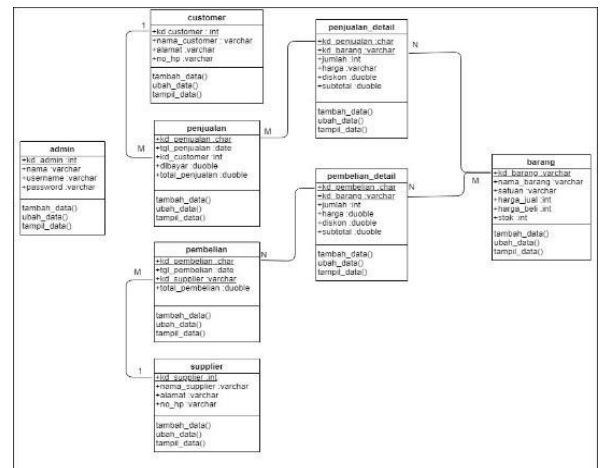 customer
+kd customer : int
+nama_customer : varchar
+alamat :varchar
+no_hp :varchar
tambah_data()
ubah_data()
tampil_data()
1
M
penjualan
+kd_penjualan :char
+tgl_penjualan :date
+kd_customer :int
+dibayar :duoble
+total_penjualan :duoble
tambah_data()
ubah_data()
tampil_data()
M
penjualan_detail
+kd_penjualan :char
+kd_barang :varchar
+jumlah :int
+harga :varchar
+diskon :duoble
+subtotal :duoble
tambah_data()
ubah_data()
tampil_data()
N
admin
+kd_admin :int
+nama :varchar
+username :varchar
+password :varchar
tambah_data()
ubah_data()
tampil_data()
barang
+kd_barang :varchar
+nama_barang :varchar
+satuan :varchar
+harga_jual :int
+harga_beli :int
+stok :int
tambah_data()
ubah_data()
tampil_data()
M
pembelian_detail
+kd_pembelian :char
+kd_barang :varchar
+jumlah :int
+harga :duoble
+diskon :duoble
+subtotal :duoble
tambah_data()
ubah_data()
tampil_data()
N
pembelian
+kd_pembelian :char
+tgl_pembelian :date
+kd_supplier :varchar
+total_pembelian :duoble
tambah_data()
ubah_data()
tampil_data()
N
M
1
supplier
+kd_supplier :int
+nama_supplier :varchar
+alamat :varchar
+no_hp :varchar
tambah_data()
ubah_data()
tampil_data()